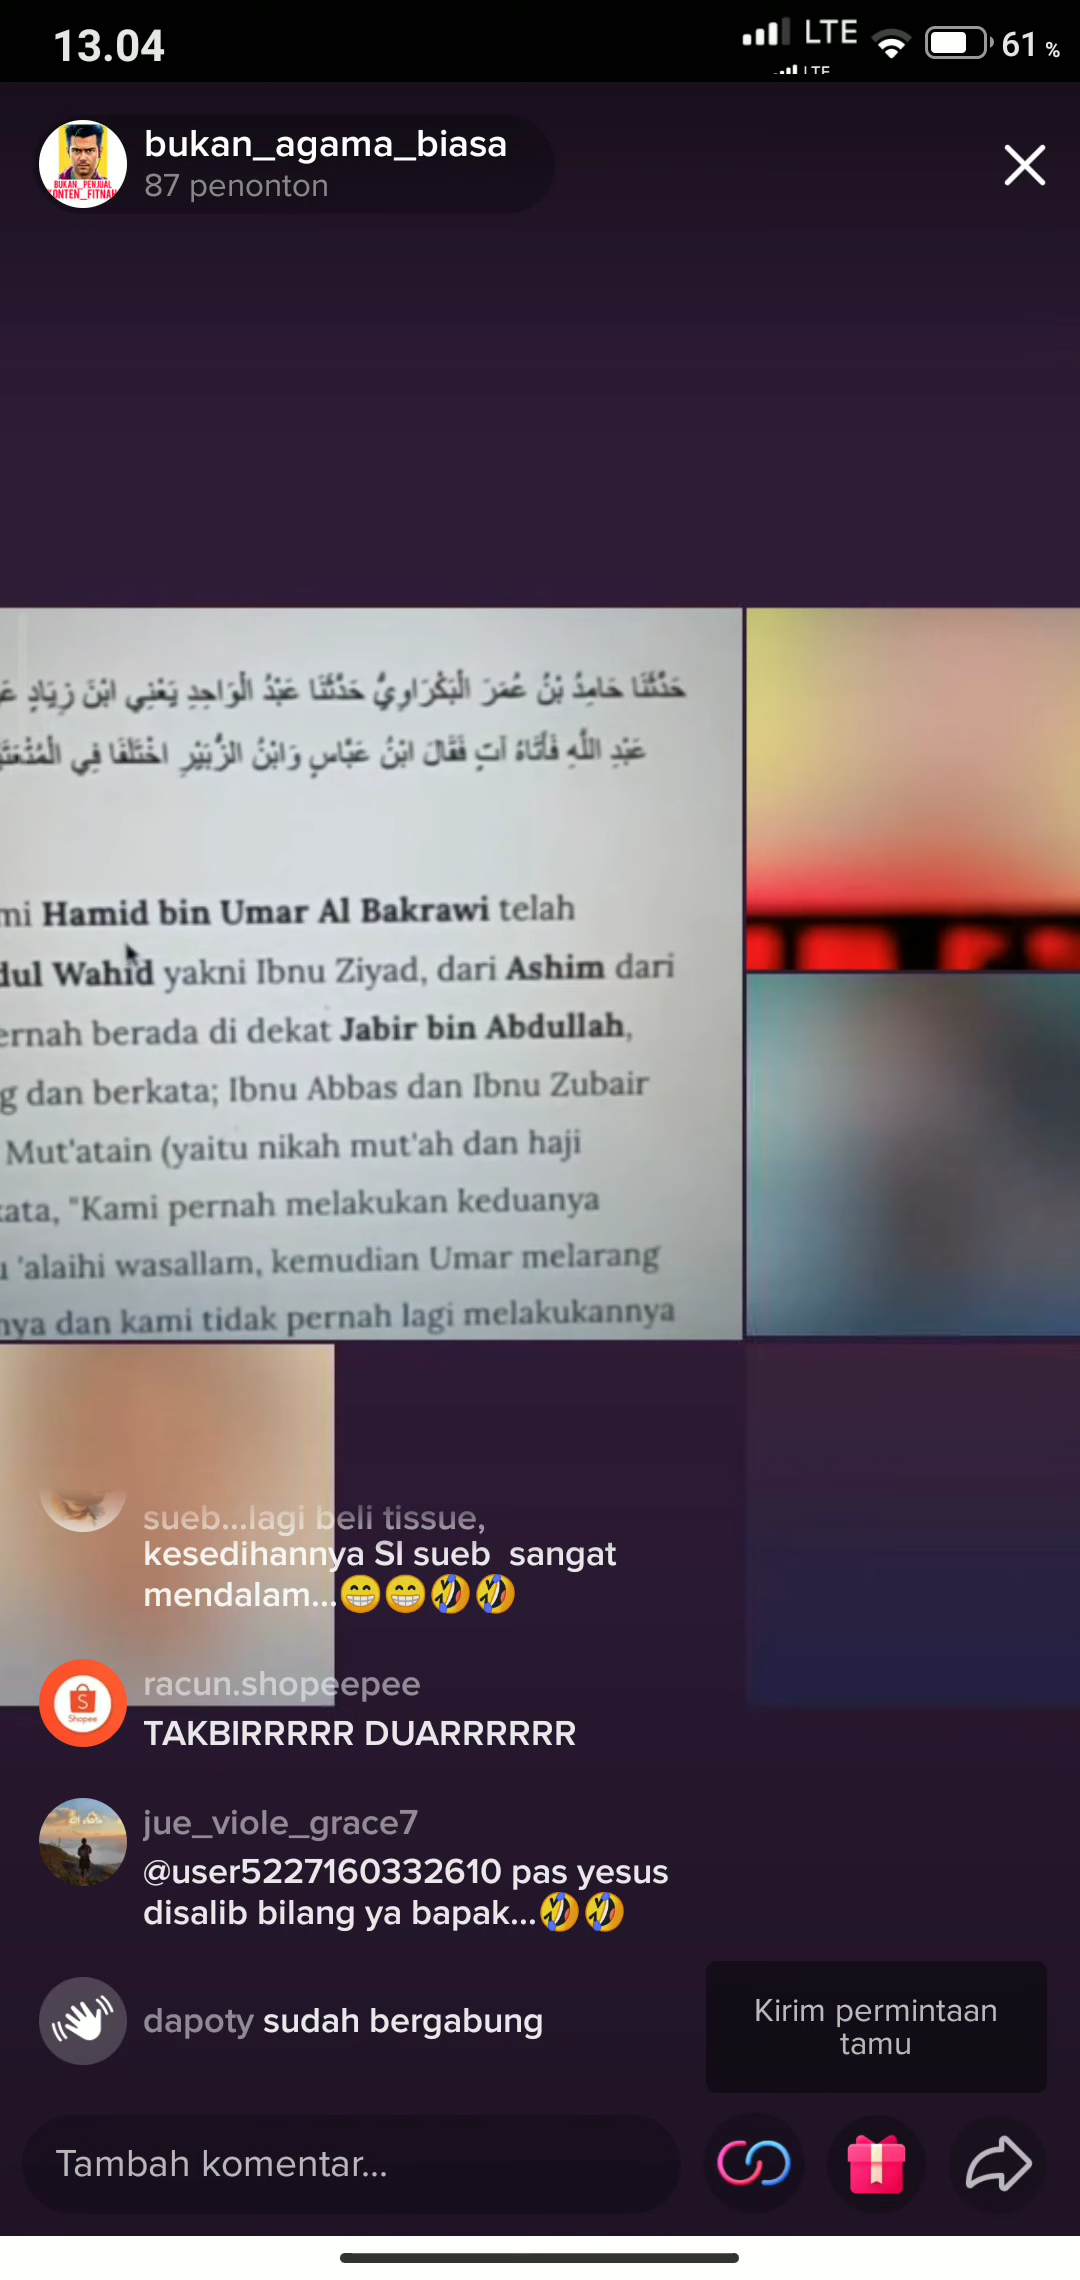 13.04
LTE
LTE
61 %
bukan_agama_biasa
87 penonton
BUKAN_PENJUAL
KONTEN_FITNAH
حَدَّثَنَا حَامِدُ بْنُ عُمَرَ الْبَكْرَاوِيُّ حَدَّثَنَا عَبْدُ الْوَاحِدِ يَعْنِي ابْنَ زِيَادٍ
عَبْدِ اللَّهِ فَأَتَاهُ آتٍ فَقَالَ ابْنُ عَبَّاسٍ وَابْنُ الزُّبَيْرِ اخْتَلَفَا فِي
mi Hamid bin Umar Al Bakrawi telah
dul Wahid yakni Ibnu Ziyad, dari Ashim dari
ernah berada di dekat Jabir bin Abdullah,
g dan berkata; Ibnu Abbas dan Ibnu Zubair
Mut'atain (yaitu nikah mut'ah dan haji
kata, "Kami pernah melakukan keduanya
u 'alaihi wasallam, kemudian Umar melarang
nya dan kami tidak pernah lagi melakukannya
sueb...lagi beli tissue,
kesedihannya SI sueb sangat
mendalam...😁😁🤣🤣
S
Shopee
racun.shopeepee
TAKBIRRRRR DUARRRRRR
jue_viole_grace7
@user5227160332610 pas yesus
disalib bilang ya bapak...🤣🤣
dapoty sudah bergabung
Kirim permintaan
tamu
Tambah komentar...